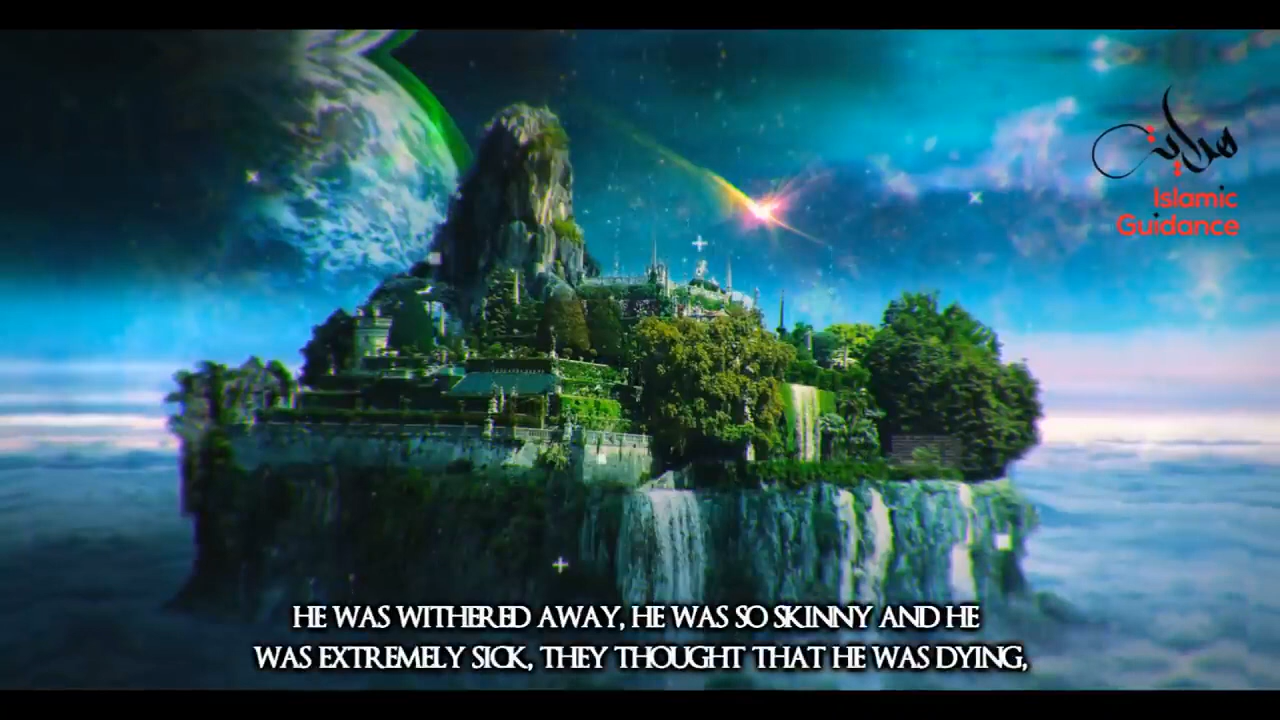 هداية
Islamic
Guidance
HE WAS WITHERED AWAY, HE WAS SO SKINNY AND HE
WAS EXTREMELY SICK, THEY THOUGHT THAT HE WAS DYING,